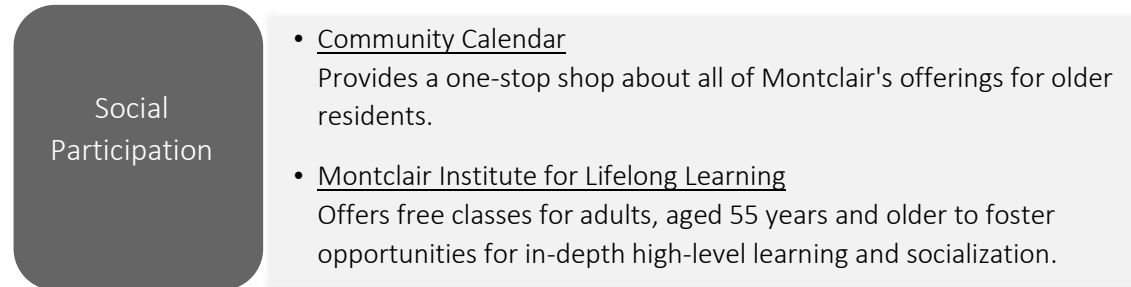 Social
Participation
• Community Calendar
Provides a one-stop shop about all of Montclair's offerings for older
residents.
• Montclair Institute for Lifelong Learning
Offers free classes for adults, aged 55 years and older to foster
opportunities for in-depth high-level learning and socialization.